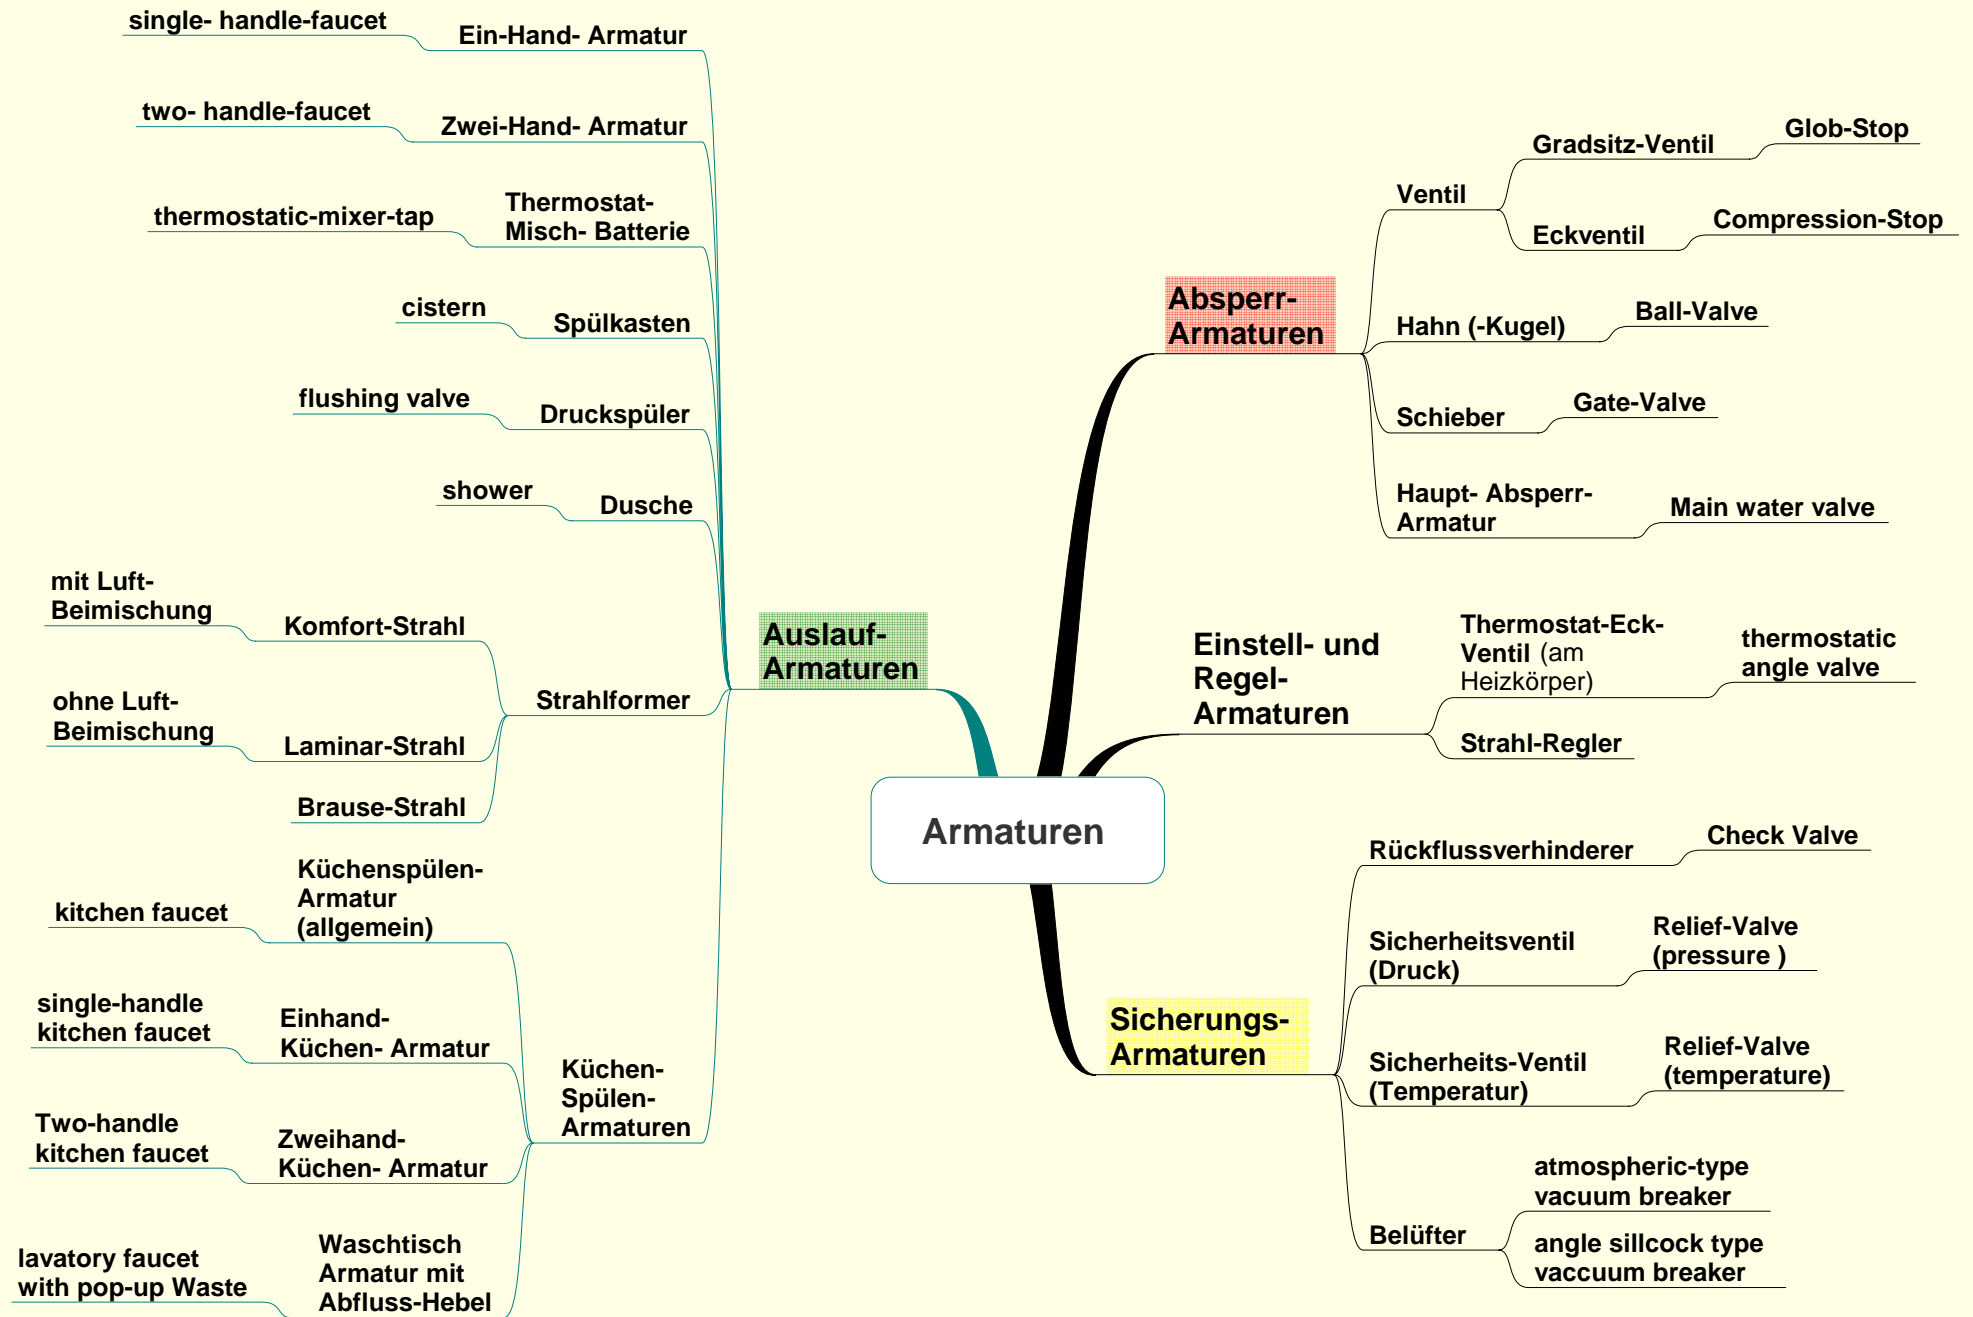 Armaturen
Auslauf-
Armaturen
single- handle-faucet
Ein-Hand- Armatur
two- handle-faucet
Zwei-Hand- Armatur
thermostatic-mixer-tap
Thermostat-
Misch- Batterie
cistern
Spülkasten
flushing valve
Druckspüler
shower
Dusche
Strahlformer
mit Luft-
Beimischung
Komfort-Strahl
ohne Luft-
Beimischung
Laminar-Strahl
Brause-Strahl
Küchen-
Spülen-
Armaturen
kitchen faucet
Küchenspülen-
Armatur
(allgemein)
single-handle
kitchen faucet
Einhand-
Küchen- Armatur
Two-handle
kitchen faucet
Zweihand-
Küchen- Armatur
lavatory faucet
with pop-up Waste
Waschtisch
Armatur mit
Abfluss-Hebel
Absperr-
Armaturen
Ventil
Gradsitz-Ventil
Glob-Stop
Eckventil
Compression-Stop
Hahn (-Kugel)
Ball-Valve
Schieber
Gate-Valve
Haupt- Absperr-
Armatur
Main water valve
Einstell- und
Regel-
Armaturen
Thermostat-Eck-
Ventil (am
Heizkörper)
thermostatic
angle valve
Strahl-Regler
Sicherungs-
Armaturen
Rückflussverhinderer
Check Valve
Sicherheitsventil
(Druck)
Relief-Valve
(pressure )
Sicherheits-Ventil
(Temperatur)
Relief-Valve
(temperature)
Belüfter
atmospheric-type
vacuum breaker
angle sillcock type
vaccuum breaker